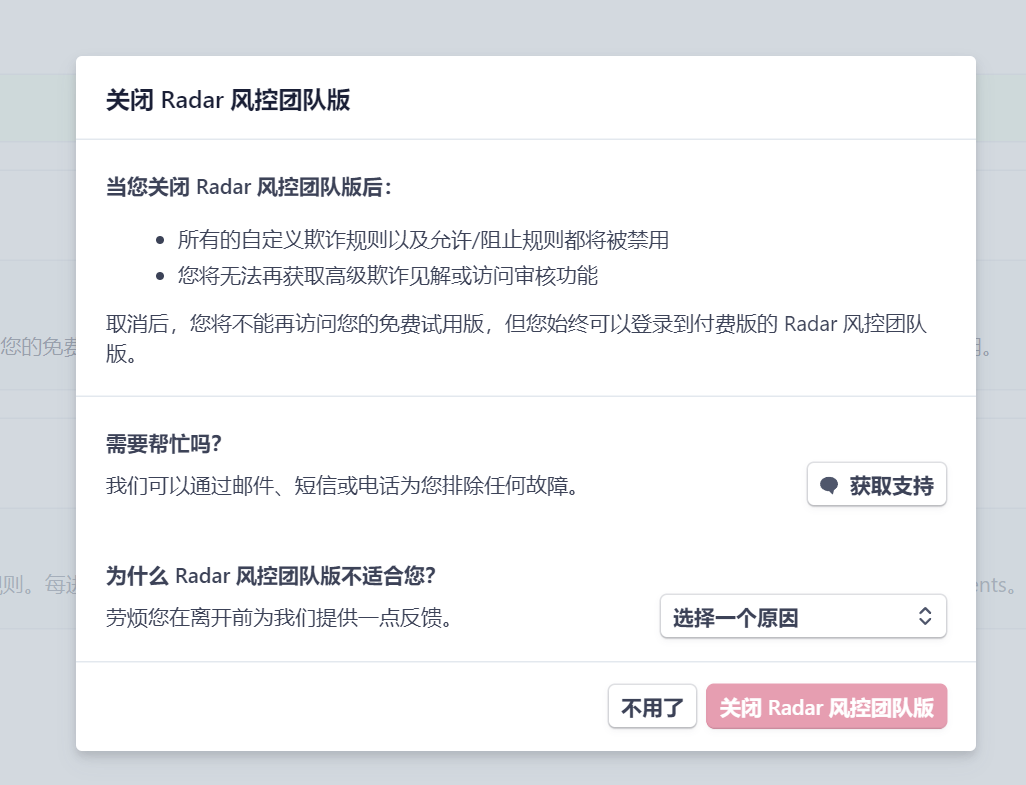 关闭 Radar 风控团队版
当您关闭 Radar 风控团队版后：
所有的自定义欺诈规则以及允许/阻止规则都将被禁用
您将无法再获取高级欺诈见解或访问审核功能
取消后，您将不能再访问您的免费试用版，但您始终可以登录到付费版的 Radar 风控团队
版。
您的免费
需要帮忙吗？
我们可以通过邮件、短信或电话为您排除任何故障。
获取支持
为什么 Radar 风控团队版不适合您？
则。每
ents。
劳烦您在离开前为我们提供一点反馈。
选择一个原因
不用了
关闭 Radar 风控团队版